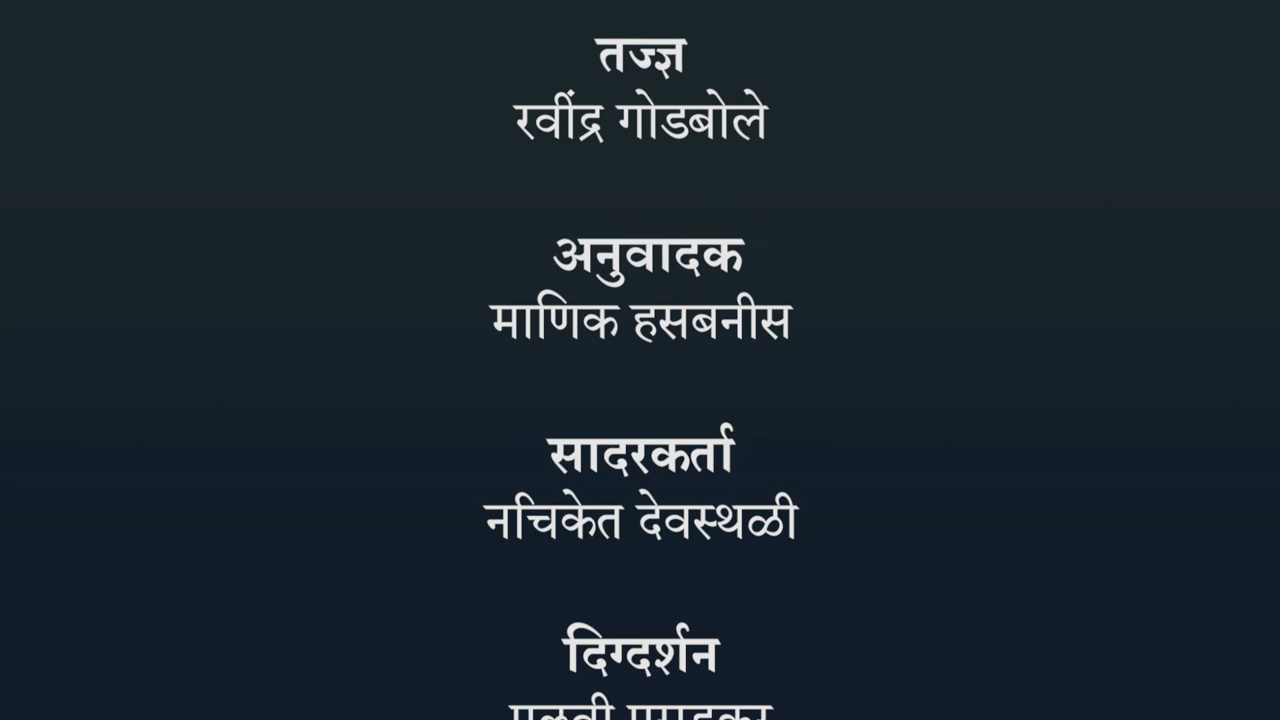 तज्ज्ञ
रवींद्र गोडबोले
अनुवादक
माणिक हसबनीस
सादरकर्ता
नचिकेत देवस्थळी
दिग्दर्शन